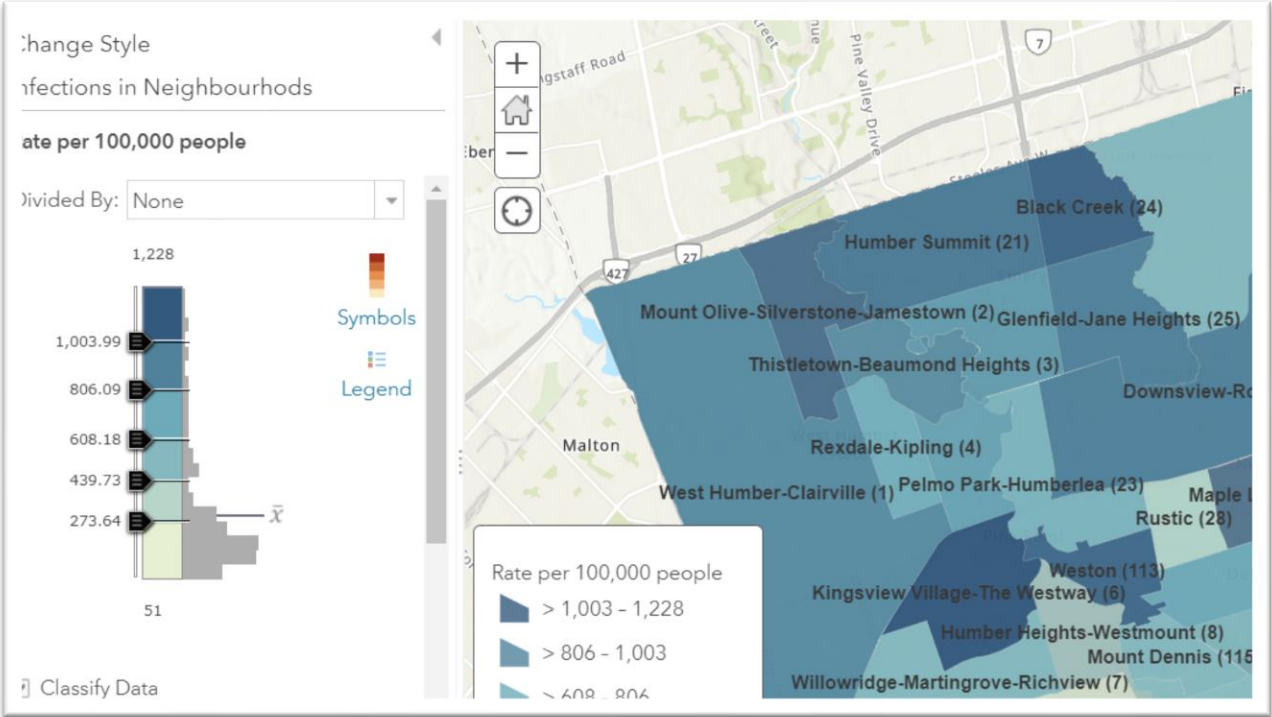 Change Style
nfections in Neighbourhods
ate per 100,000 people
Divided By: None
1,228
1,003.99
806.09
608.18
439.73
273.64
x̄
51
Symbols
Legend
Classify Data
ngstaff Road
Pine Valley Drive
7
Steeles Ave W
27
427
Malton
Black Creek (24)
Humber Summit (21)
Mount Olive-Silverstone-Jamestown (2)
Glenfield-Jane Heights (25)
Thistletown-Beaumond Heights (3)
Downsview-Ro
Rexdale-Kipling (4)
Pelmo Park-Humberlea (23)
West Humber-Clairville (1)
Maple L
Rustic (28)
Weston (113)
Kingsview Village-The Westway (6)
Humber Heights-Westmount (8)
Mount Dennis (115
Willowridge-Martingrove-Richview (7)
Rate per 100,000 people
> 1,003 - 1,228
> 806 - 1,003
> 608 - 806